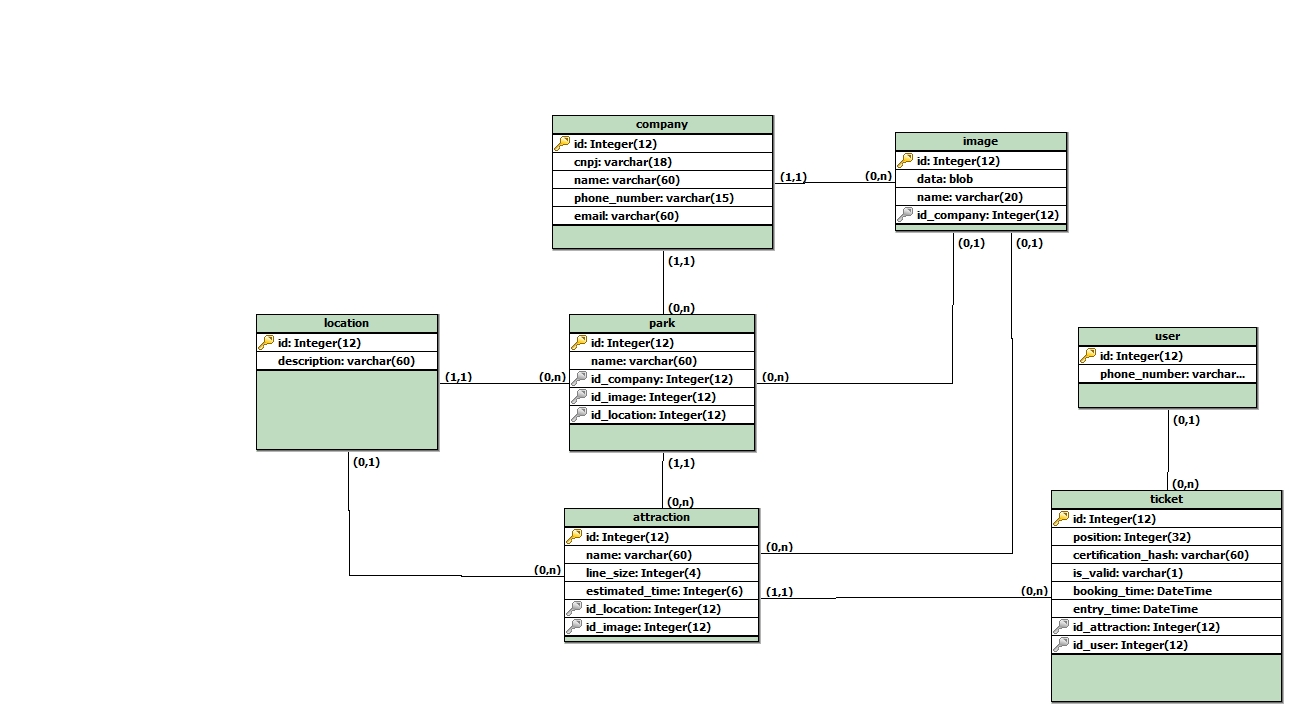 company
id: Integer(12)
cnpj: varchar(18)
name: varchar(60)
phone_number: varchar(15)
email: varchar(60)
image
id: Integer(12)
data: blob
name: varchar(20)
id_company: Integer(12)
(1,1)
(0,n)
(0,1)
(0,1)
(1,1)
(0,n)
location
id: Integer(12)
description: varchar(60)
(1,1)
(0,n)
park
id: Integer(12)
name: varchar(60)
id_company: Integer(12)
id_image: Integer(12)
id_location: Integer(12)
(0,n)
user
id: Integer(12)
phone_number: varchar...
(0,1)
(0,n)
(0,1)
(1,1)
(0,n)
attraction
id: Integer(12)
name: varchar(60)
line_size: Integer(4)
estimated_time: Integer(6)
id_location: Integer(12)
id_image: Integer(12)
(0,n)
(0,n)
(1,1)
(0,n)
ticket
id: Integer(12)
position: Integer(32)
certification_hash: varchar(60)
is_valid: varchar(1)
booking_time: DateTime
entry_time: DateTime
id_attraction: Integer(12)
id_user: Integer(12)